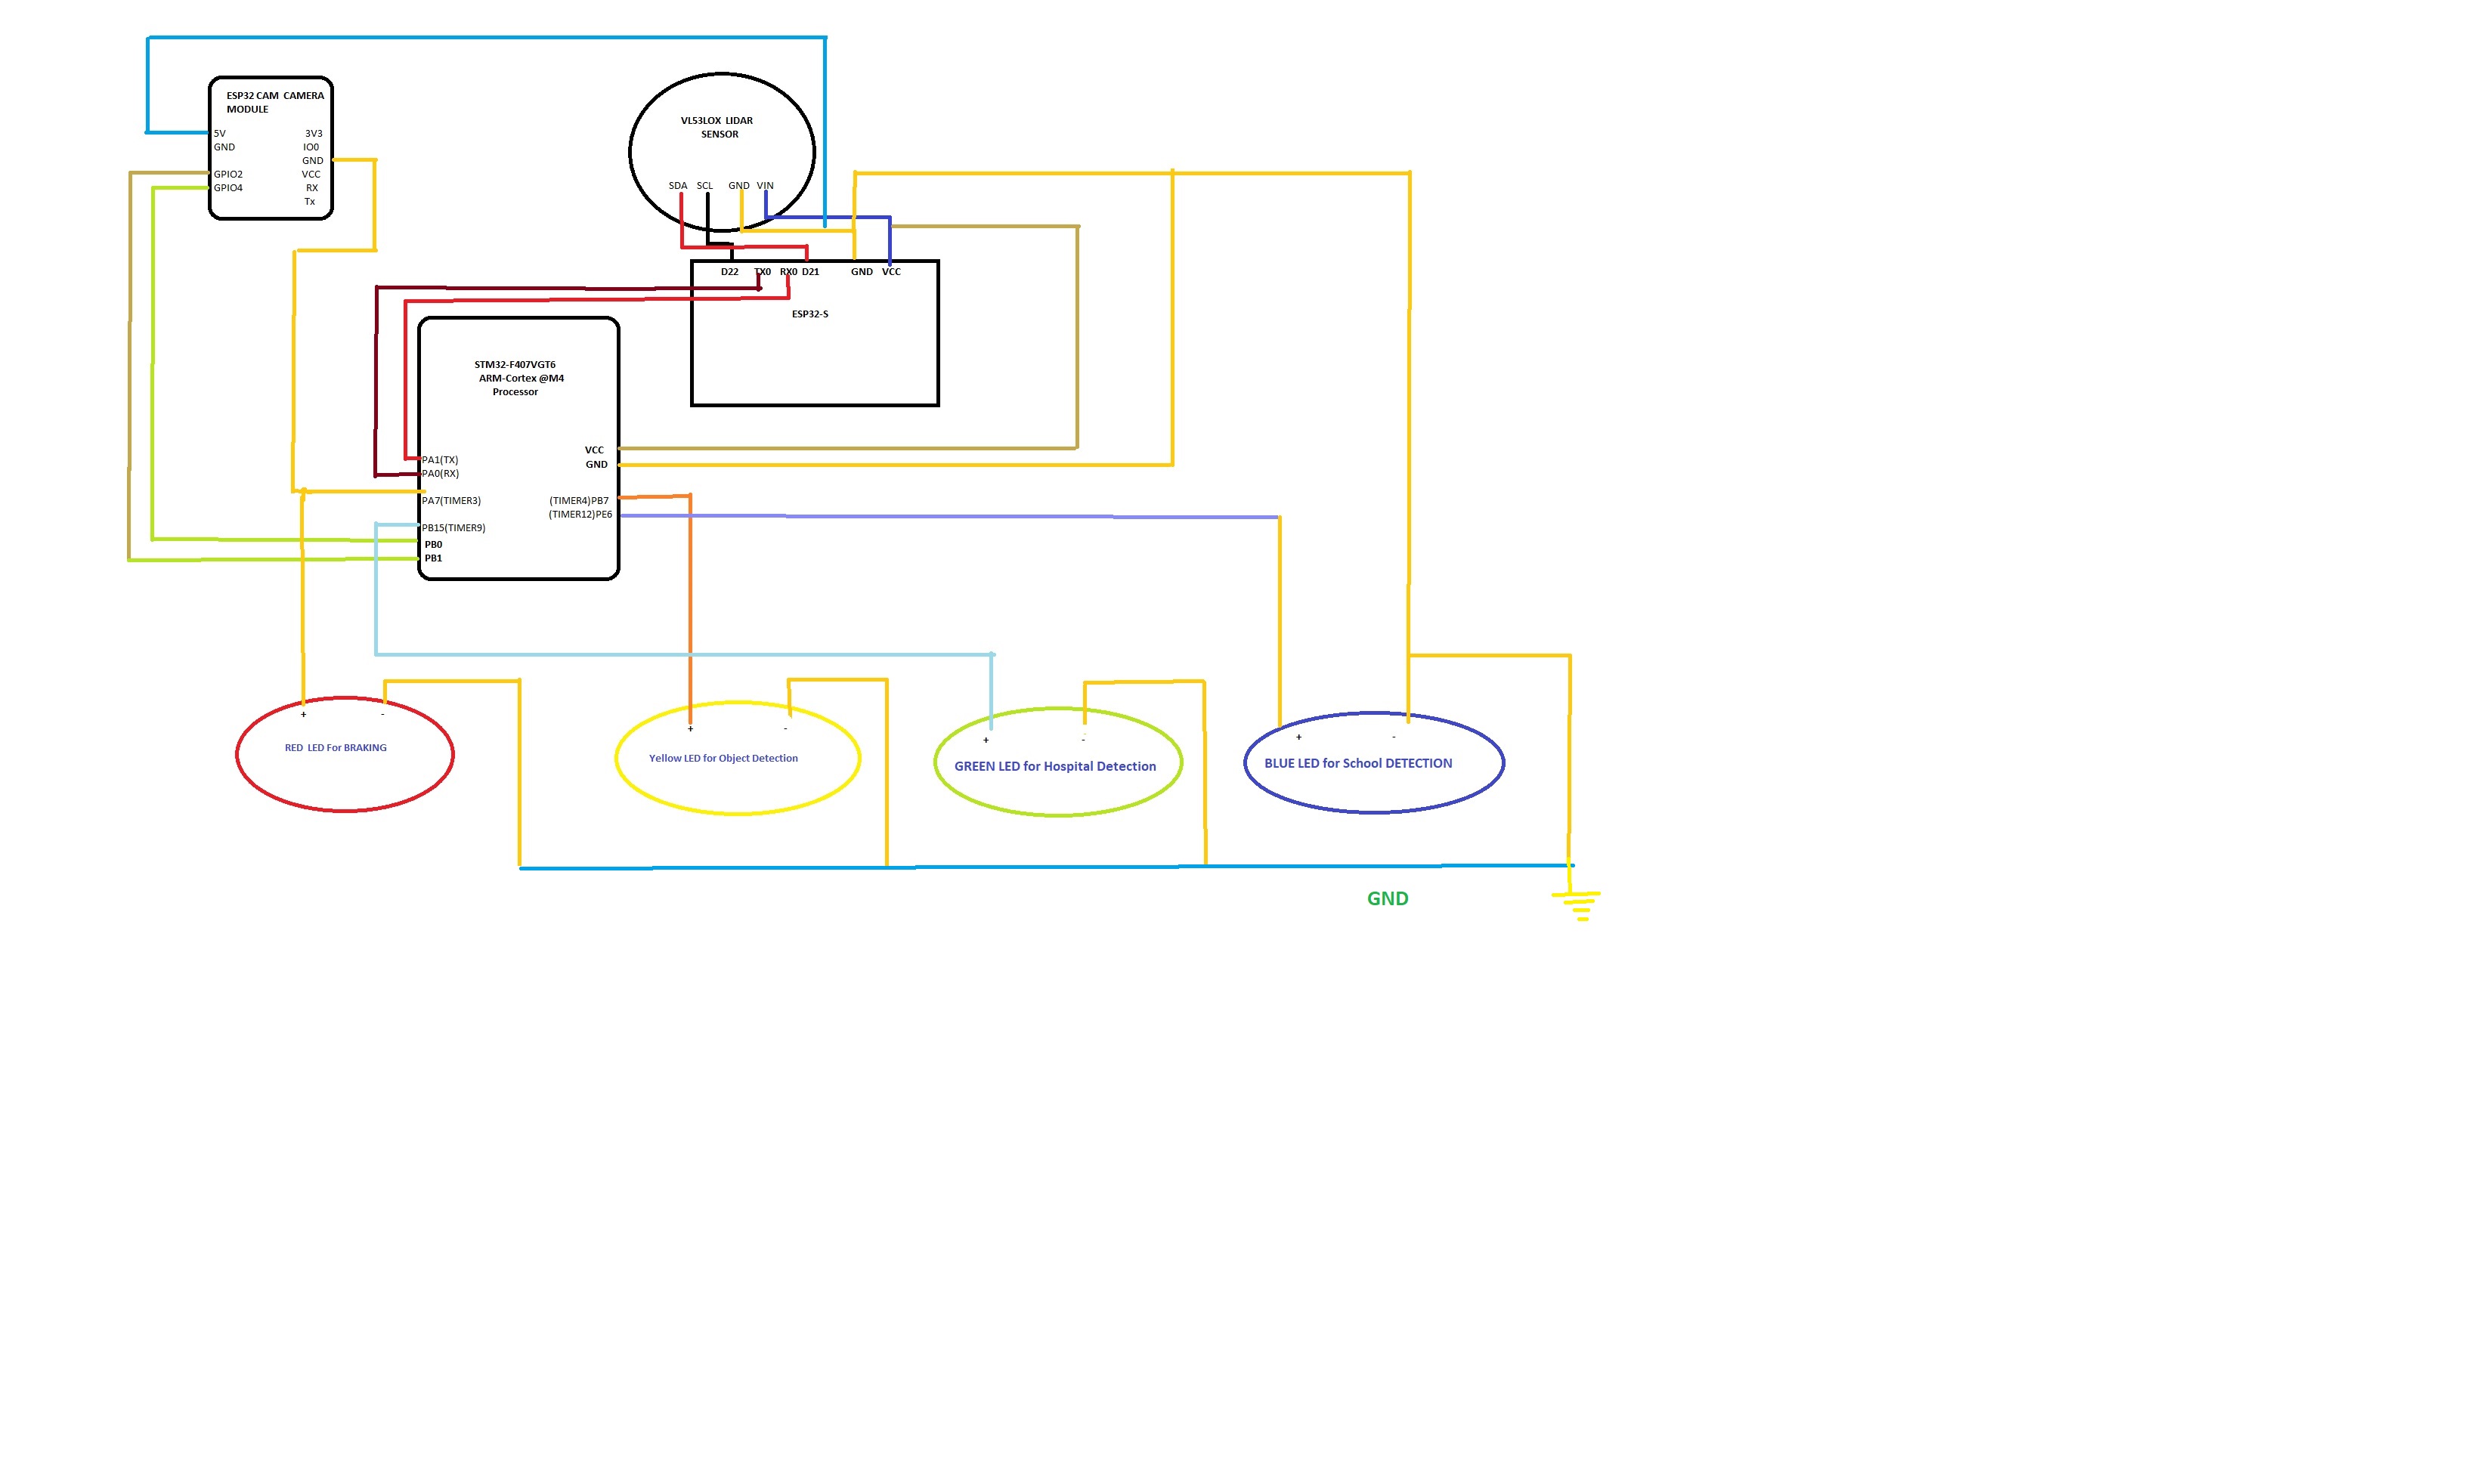 ESP32 CAM CAMERA
MODULE
5V
GND
GPIO2
GPIO4
3V3
IO0
GND
VCC
RX
Tx
VL53LOX LIDAR
SENSOR
SDA SCL GND VIN
D22 TX0 RX0 D21 GND VCC
ESP32-S
STM32-F407VGT6
ARM-Cortex @M4
Processor
PA1(TX)
PA0(RX)
PA7(TIMER3)
PB15(TIMER9)
PB0
PB1
VCC
GND
(TIMER4)PB7
(TIMER12)PE6
+ -
RED LED For BRAKING
+ -
Yellow LED for Object Detection
+ -
GREEN LED for Hospital Detection
+ -
BLUE LED for School DETECTION
GND